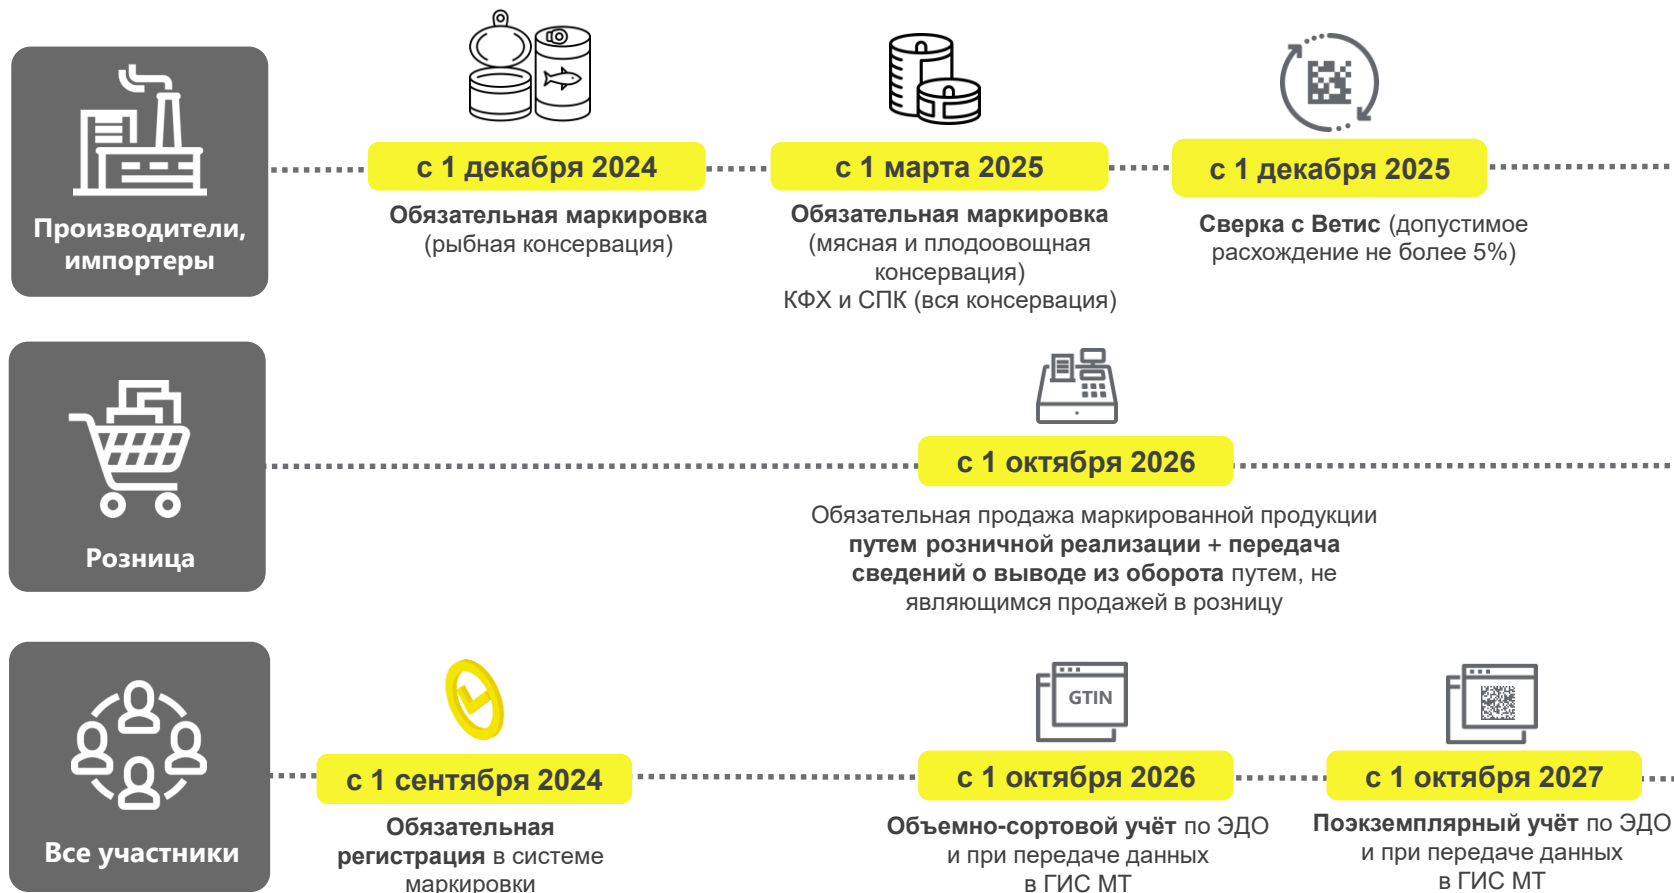 Производители,
импортеры
с 1 декабря 2024
Обязательная маркировка
(рыбная консервация)
с 1 марта 2025
Обязательная маркировка
(мясная и плодоовощная
консервация)
КФХ и СПК (вся консервация)
с 1 декабря 2025
Сверка с Ветис (допустимое
расхождение не более 5%)
Розница
с 1 октября 2026
Обязательная продажа маркированной продукции
путем розничной реализации + передача
сведений о выводе из оборота путем, не
являющимся продажей в розницу
Все участники
с 1 сентября 2024
Обязательная
регистрация в системе
маркировки
GTIN
с 1 октября 2026
Объемно-сортовой учёт по ЭДО
и при передаче данных
в ГИС МТ
с 1 октября 2027
Поэкземплярный учёт по ЭДО
и при передаче данных
в ГИС МТ